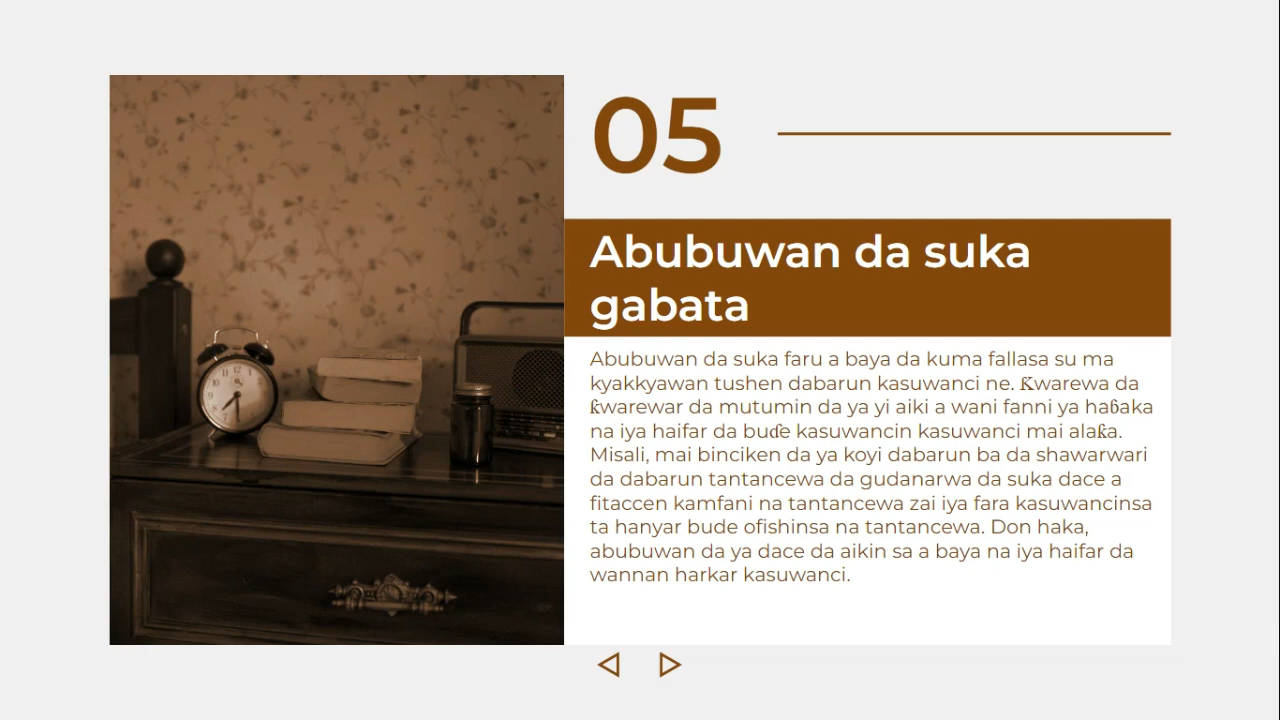 05
Abubuwan da suka
gabata
Abubuwan da suka faru a baya da kuma fallasa su ma
kyakkyawan tushen dabarun kasuwanci ne. Ƙwarewa da
ƙwarewar da mutumin da ya yi aiki a wani fanni ya haɓaka
na iya haifar da buɗe kasuwancin kasuwanci mai alaƙa.
Misali, mai binciken da ya koyi dabarun ba da shawarwari
da dabarun tantancewa da gudanarwa da suka dace a
fitaccen kamfani na tantancewa zai iya fara kasuwancinsa
ta hanyar bude ofishinsa na tantancewa. Don haka,
abubuwan da ya dace da aikin sa a baya na iya haifar da
wannan harkar kasuwanci.